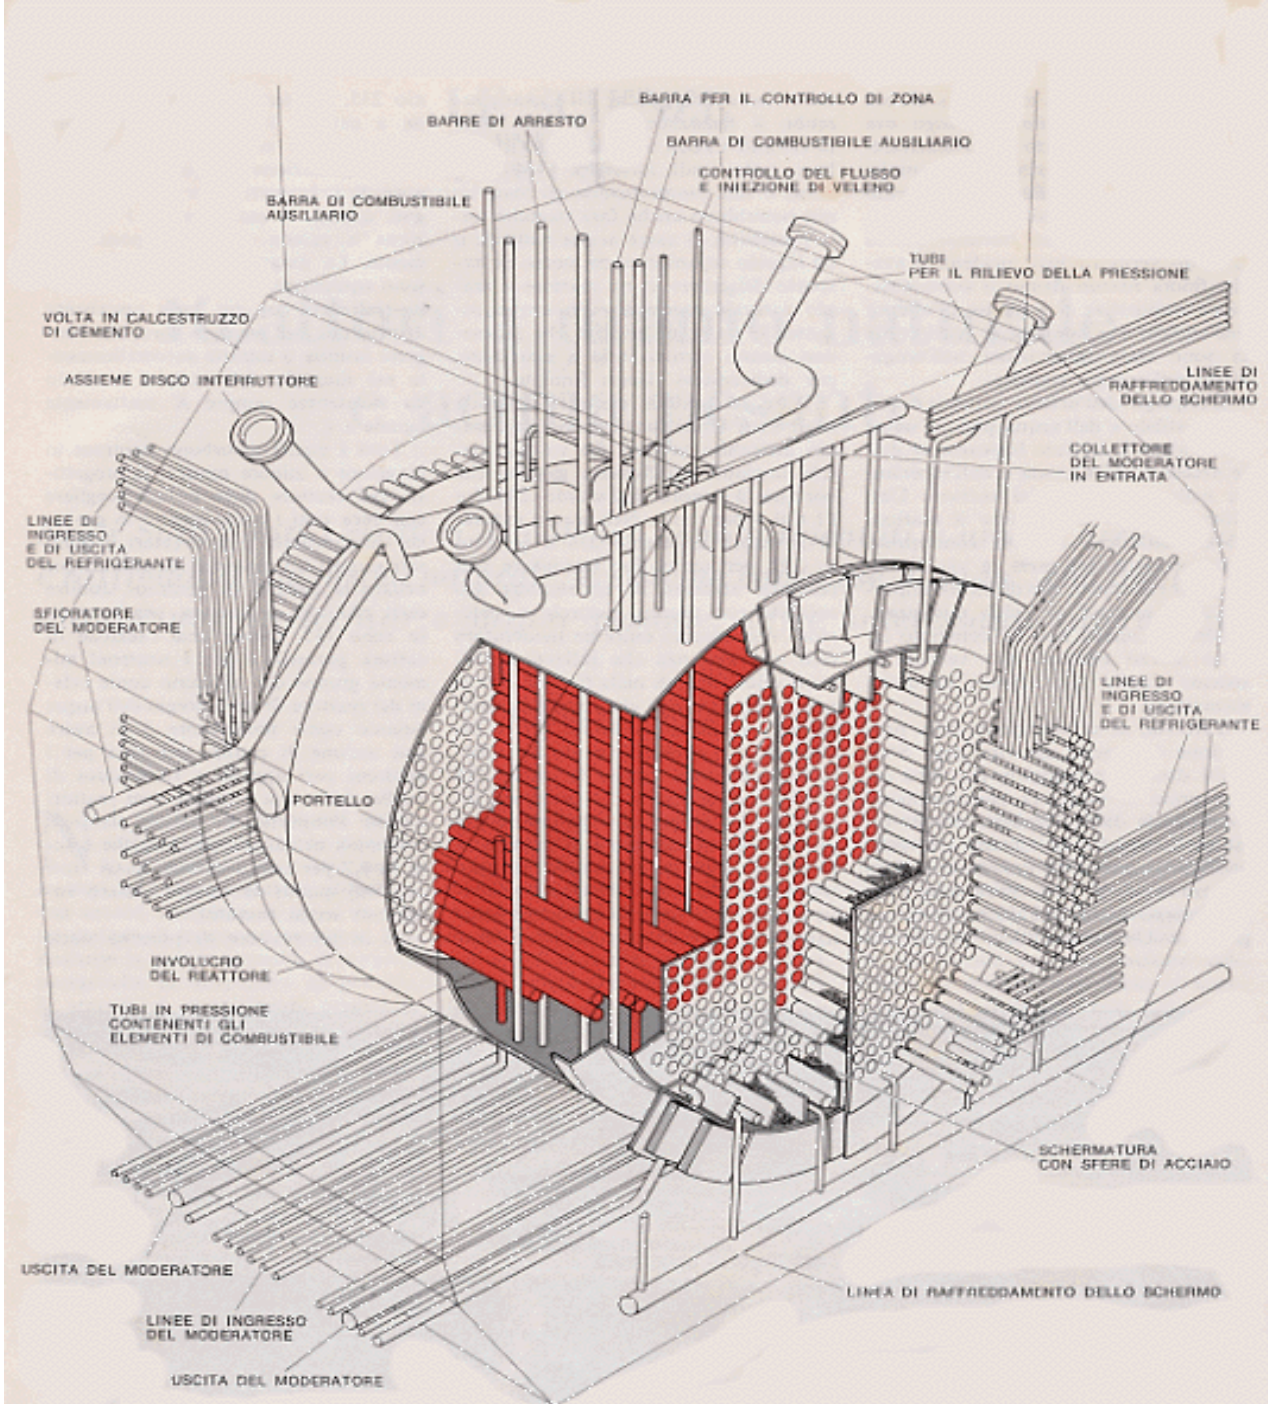 BARRA PER IL CONTROLLO DI ZONA
BARRE DI ARRESTO
BARRA DI COMBUSTIBILE AUSILIARIO
CONTROLLO DEL FLUSSO
E INIEZIONE DI VELENO
BARRA DI COMBUSTIBILE
AUSILIARIO
TUBI
PER IL RILIEVO DELLA PRESSIONE
VOLTA IN CALCESTRUZZO
DI CEMENTO
ASSIEME DISCO INTERRUTTORE
LINEE DI
RAFFREDDAMENTO
DELLO SCHERMO
COLLETTORE
DEL MODERATORE
IN ENTRATA
LINEE DI
INGRESSO
E DI USCITA
DEL REFRIGERANTE
SFIORATORE
DEL MODERATORE
LINEE DI
INGRESSO
E DI USCITA
DEL REFRIGERANTE
PORTELLO
INVOLUCRO
DEL REATTORE
TUBI IN PRESSIONE
CONTENENTI GLI
ELEMENTI DI COMBUSTIBILE
SCHERMATURA
CON SFERE DI ACCIAIO
USCITA DEL MODERATORE
LINEA DI RAFFREDDAMENTO DELLO SCHERMO
LINEE DI INGRESSO
DEL MODERATORE
USCITA DEL MODERATORE